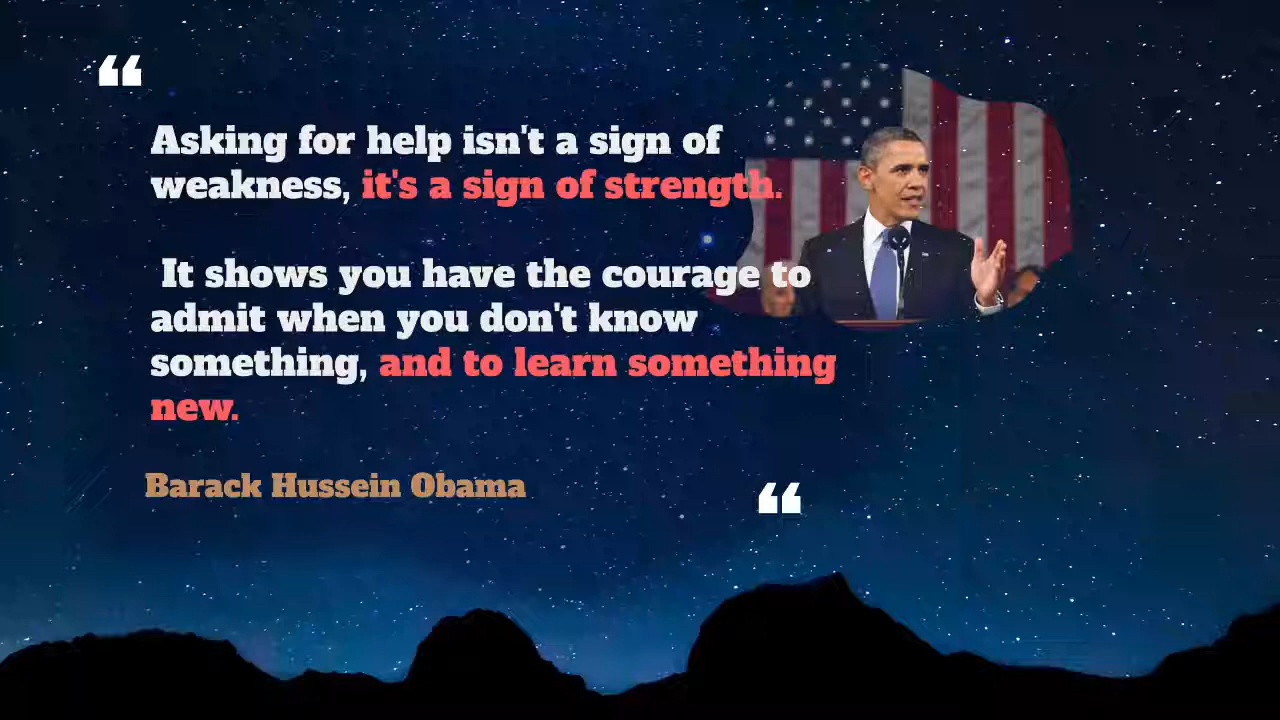 ❝
Asking for help isn't a sign of
weakness, it's a sign of strength.
It shows you have the courage to
admit when you don't know
something, and to learn something
new.
Barack Hussein Obama
❝